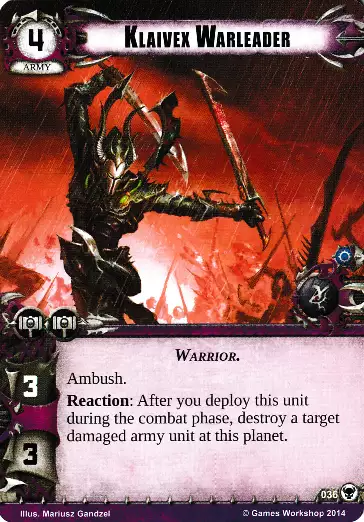 4
ARMY
KLAIVEX WARLEADER
WARRIOR.
Ambush.
Reaction: After you deploy this unit
during the combat phase, destroy a target
damaged army unit at this planet.
3
3
036
Illus. Mariusz Gandzel
© Games Workshop 2014